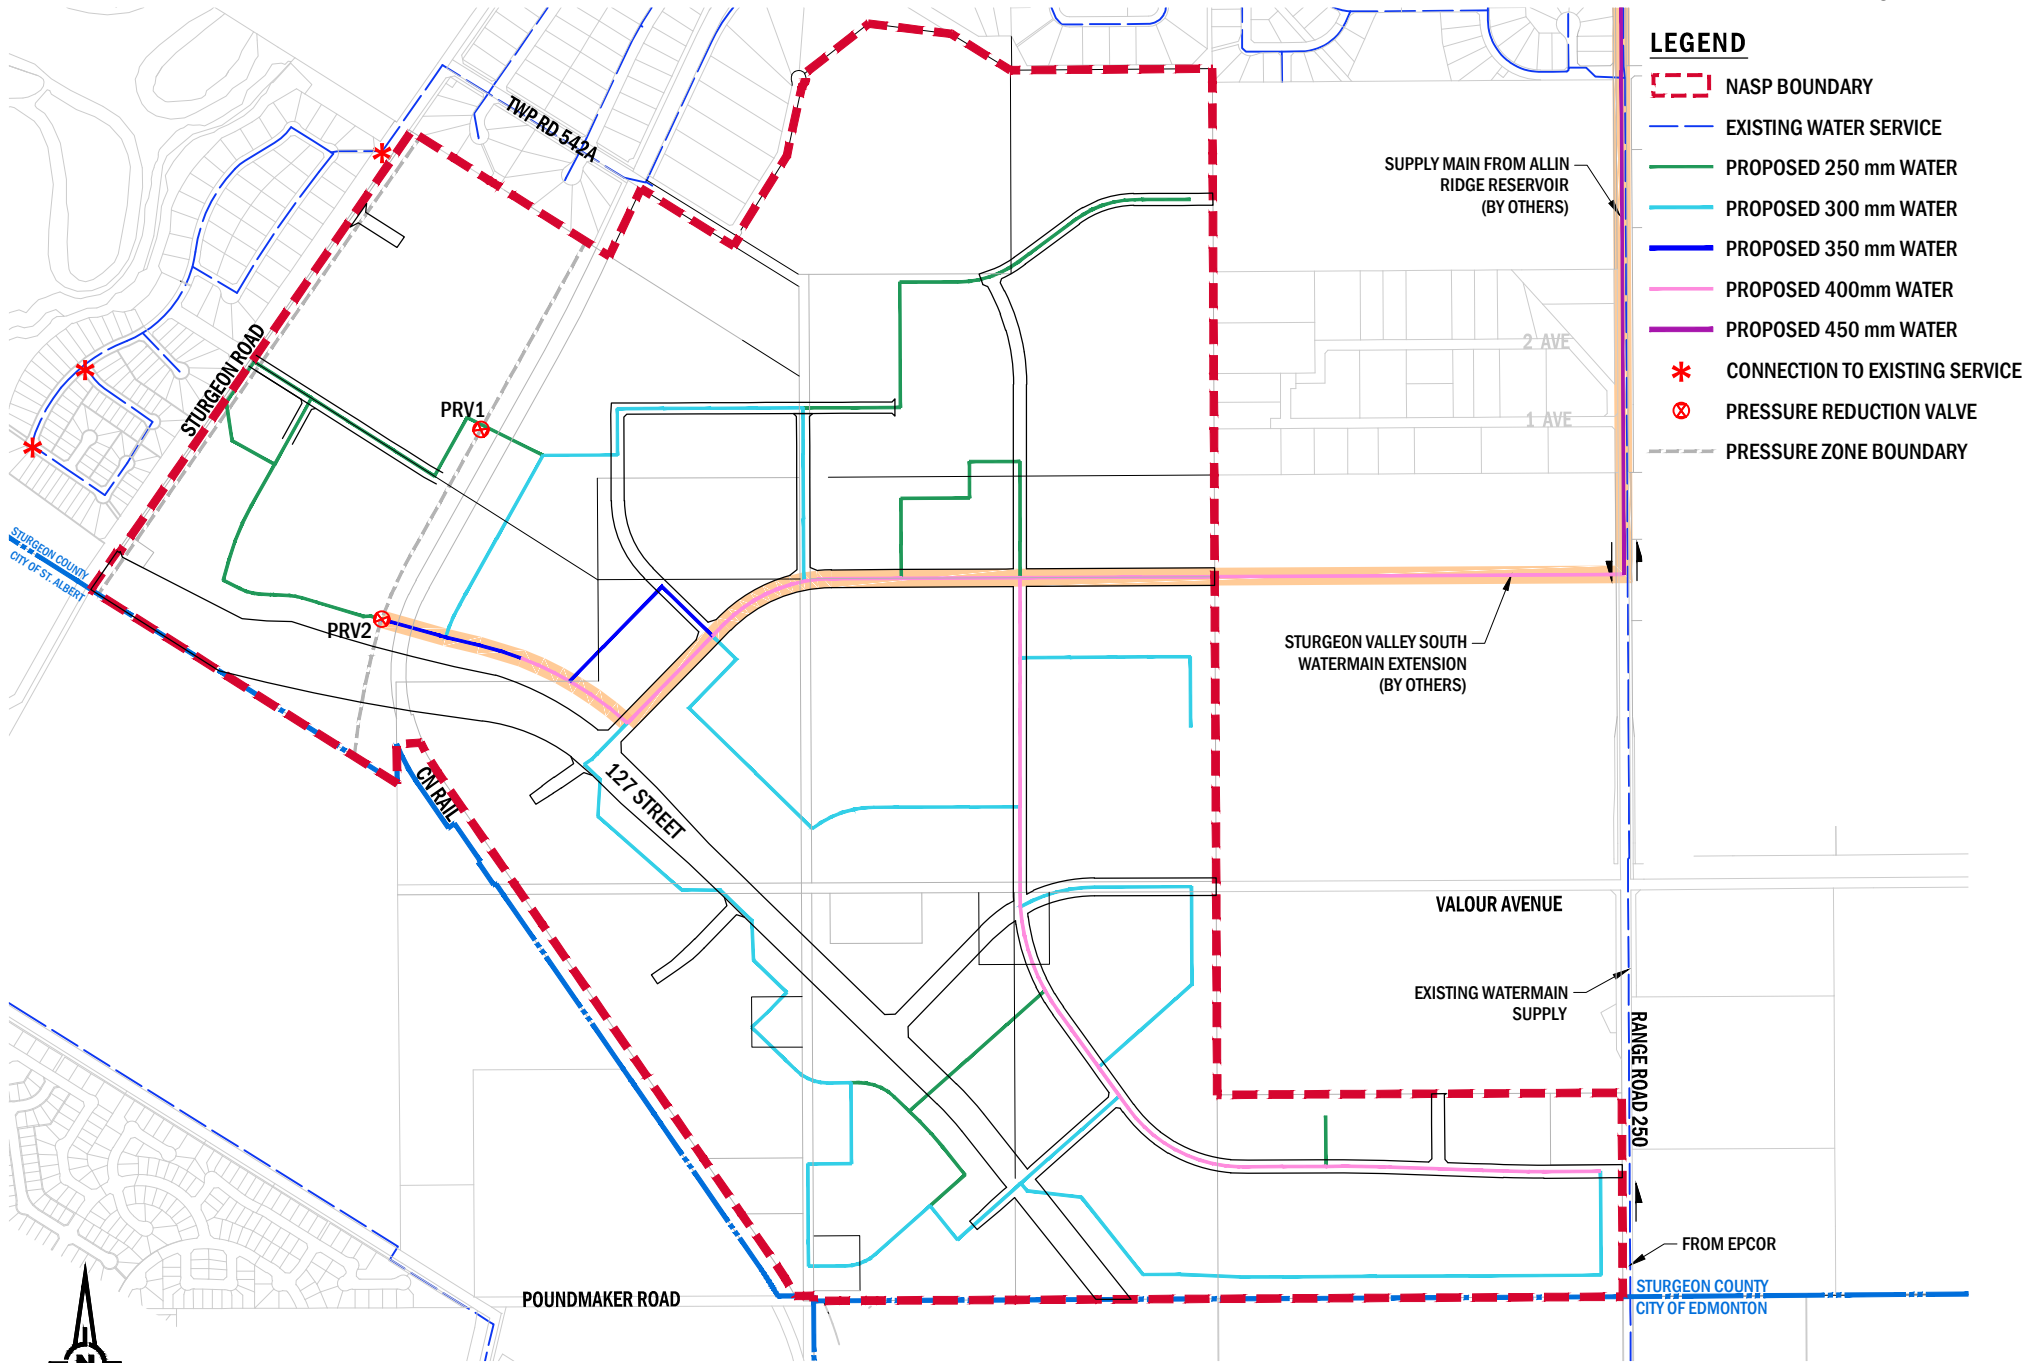 LEGEND
NASP BOUNDARY
EXISTING WATER SERVICE
PROPOSED 250 mm WATER
PROPOSED 300 mm WATER
PROPOSED 350 mm WATER
PROPOSED 400mm WATER
PROPOSED 450 mm WATER
CONNECTION TO EXISTING SERVICE
PRESSURE REDUCTION VALVE
PRESSURE ZONE BOUNDARY
TWP RD 542A
SUPPLY MAIN FROM ALLIN
RIDGE RESERVOIR
(BY OTHERS)
STURGEON ROAD
2 AVE
1 AVE
PRV1
STURGEON COUNTY
CITY OF ST. ALBERT
PRV2
STURGEON VALLEY SOUTH
WATERMAIN EXTENSION
(BY OTHERS)
CN RAIL
127 STREET
VALOUR AVENUE
EXISTING WATERMAIN
SUPPLY
RANGE ROAD 250
FROM EPCOR
STURGEON COUNTY
CITY OF EDMONTON
POUNDMAKER ROAD
N